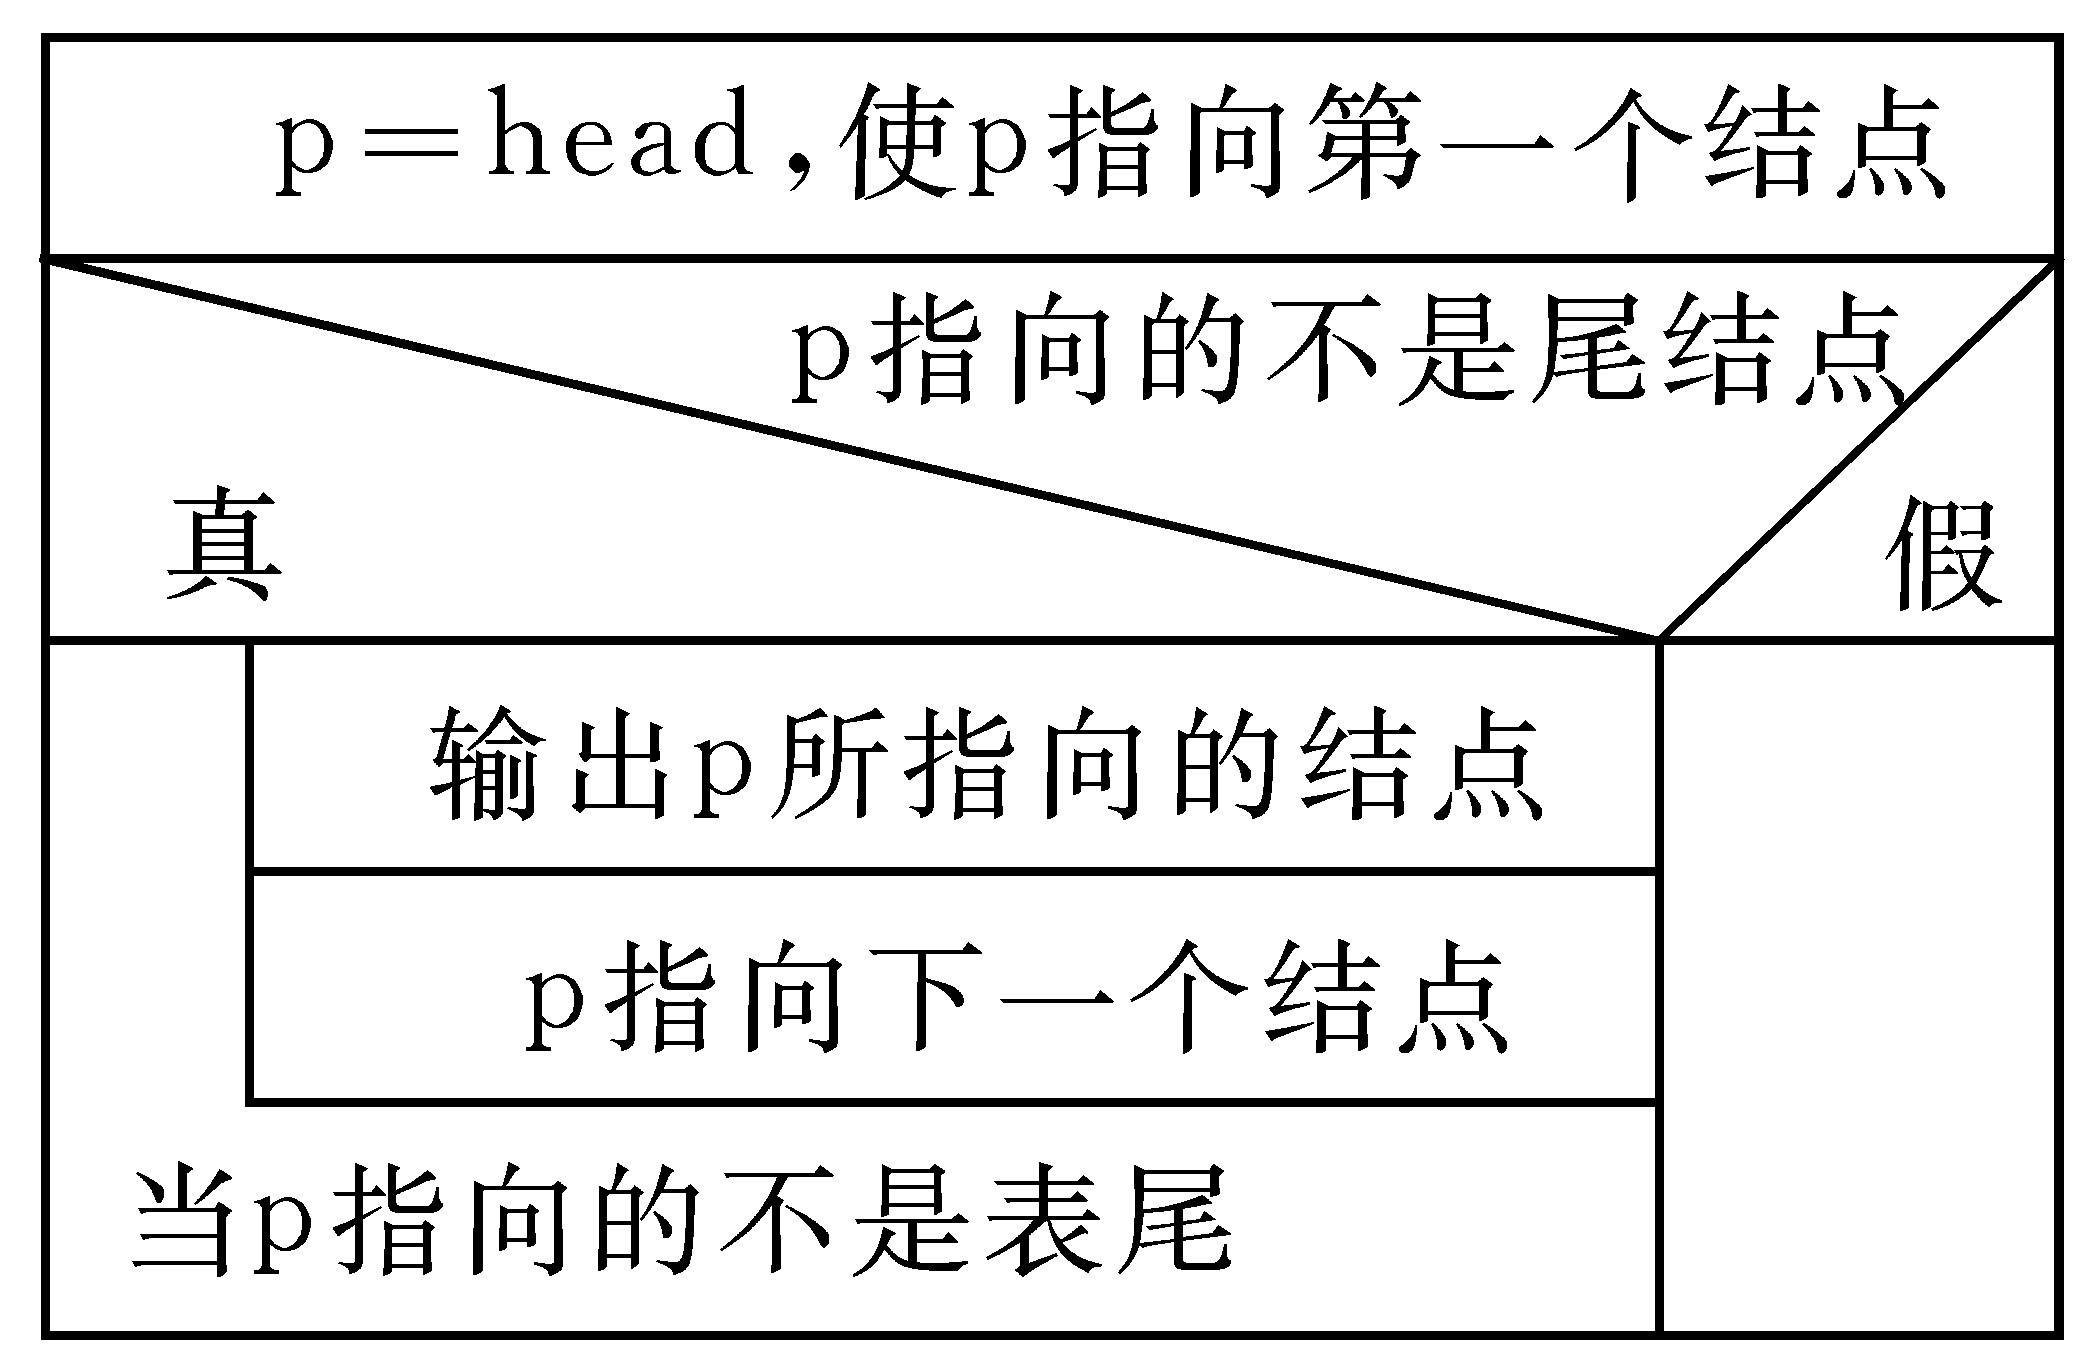 p=head,使p指向第一个结点
p指向的不是尾结点
真
假
输出p所指向的结点
p指向下一个结点
当p指向的不是表尾